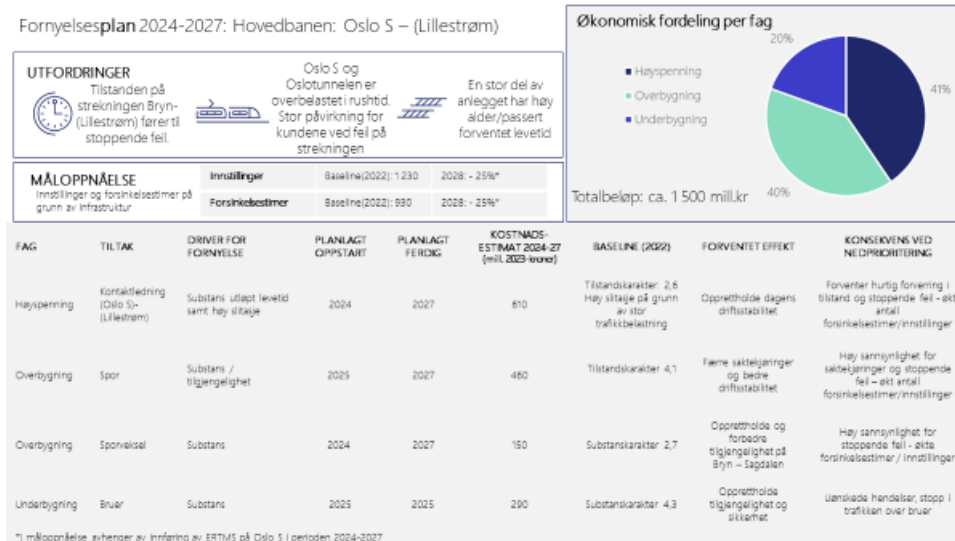 Fornyelsesplan 2024-2027: Hovedbanen: Oslo S – (Lillestrøm)
UTFORDRINGER
Tilstanden på
strekningen Bryn-
(Lillestrøm) fører til
stoppende feil.
Oslo S og
Oslotunnelen er
overbelastet i rushtid.
Stor påvirkning for
kundene ved feil på
strekningen
En stor del av
anlegget har høy
alder/passert
forventet levetid
MÅLOPPNÅELSE
Innstillinger og forsinkelsestimer på
grunn av infrastruktur
Innstillinger
Baseline(2022): 1 230
2028: - 25%*
Forsinkelsestimer
Baseline(2022): 930
2028: - 25%*
Økonomisk fordeling per fag
Høyspenning
Overbygning
Underbygning
20%
41%
40%
Totalbeløp: ca. 1 500 mill.kr
FAG
TILTAK
DRIVER FOR
FORNYELSE
PLANLAGT
OPPSTART
PLANLAGT
FERDIG
KOSTNADS-
ESTIMAT 2024-27
(mill. 2023-kroner)
BASELINE (2022)
FORVENTET EFFEKT
KONSEKVENS VED
NEDPRIORITERING
Høyspenning
Kontaktledning
(Oslo S)-
(Lillestrøm)
Substans utløpt levetid
samt høy slitasje
2024
2027
610
Tilstandskarakter: 2,6
Høy slitasje på grunn
av stor
trafikkbelastning
Opprettholde dagens
driftsstabilitet
Forventer hurtig forverring i
tilstand og stoppende feil - økt
antall
forsinkelsestimer/innstillinger
Overbygning
Spor
Substans /
tilgjengelighet
2025
2027
460
Tilstandskarakter 4,1
Færre saktekjøringer
og bedre
driftsstabilitet
Høy sannsynlighet for
saktekjøringer og stoppende
feil – økt antall
forsinkelsestimer/innstillinger
Overbygning
Sporveksel
Substans
2024
2027
150
Substanskarakter 2,7
Opprettholde og
forbedre
tilgjengelighet på
Bryn – Sagdalen
Høy sannsynlighet for
stoppende feil - økte
forsinkelsestimer / innstillinger
Underbygning
Bruer
Substans
2025
2025
290
Substanskarakter 4,3
Opprettholde
tilgjengelighet og
sikkerhet
Uønskede hendelser, stopp i
trafikken over bruer
*) måloppnåelse avhenger av innføring av ERTMS på Oslo S i perioden 2024-2027